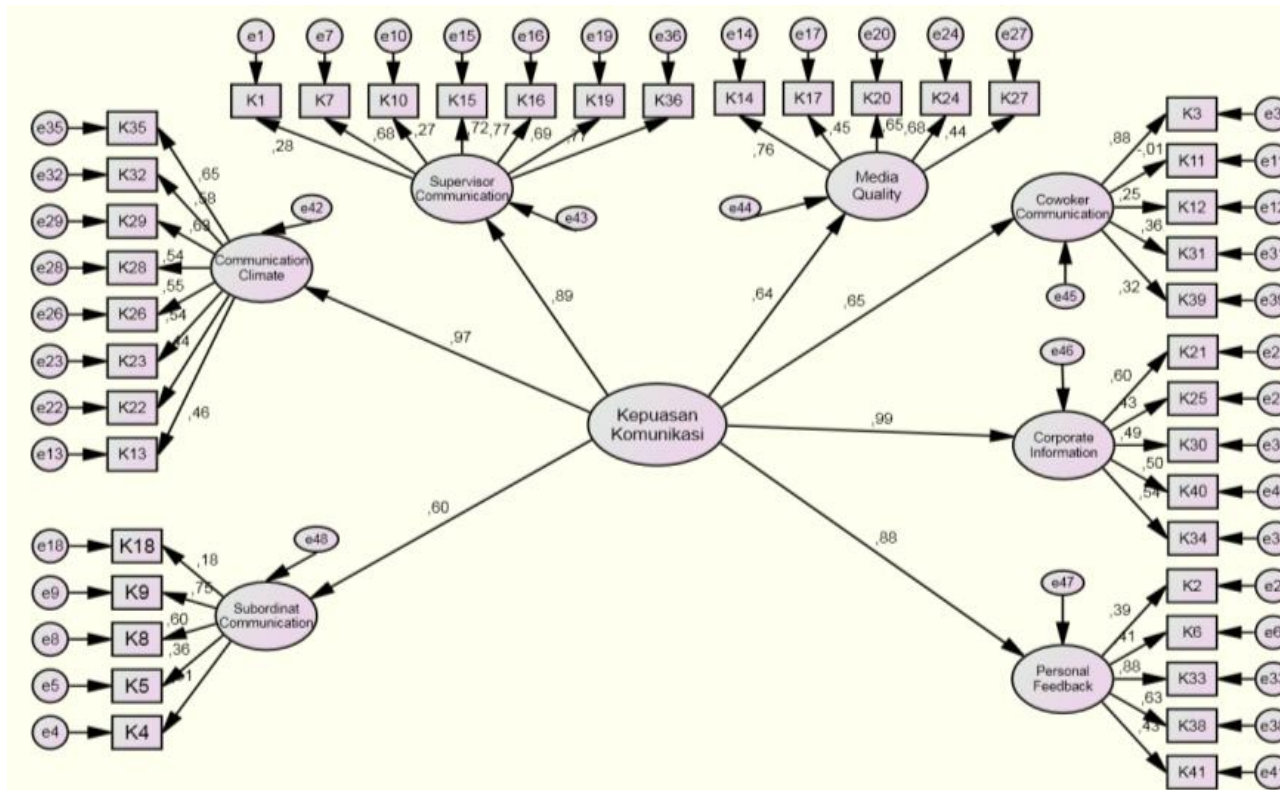 e1 e7 e10 e15 e16 e19 e36 e14 e17 e20 e24 e27
K1 K7 K10 K15 K16 K19 K36 K14 K17 K20 K24 K27
,28 ,68 ,27 ,72 ,77 ,69 ,77
,76 ,45 ,65 ,68 ,44
Supervisor
Communication
e43
Media
Quality
e44
e35 K35
e32 K32
e29 K29
e28 K28
e26 K26
e23 K23
e22 K22
e13 K13
,65
,58
,54
,55
,54
,46
e42
Communication
Climate
K3
K11
K12
K31
K39
,88
-,01
,25
,36
,32
Cowoker
Communication
e45
,89
,64
,65
,97
Kepuasan
Komunikasi
,99
,60
,88
e46
Corporate
Information
K21
K25
K30
K40
K34
,60
,49
,50
,54
e18 K18
e9 K9
e8 K8
e5 K5
e4 K4
,18
,75
,60
,36
e48
Subordinat
Communication
e47
Personal
Feedback
K2
K6
K33
K38
K41
,39
,88
,63
,43